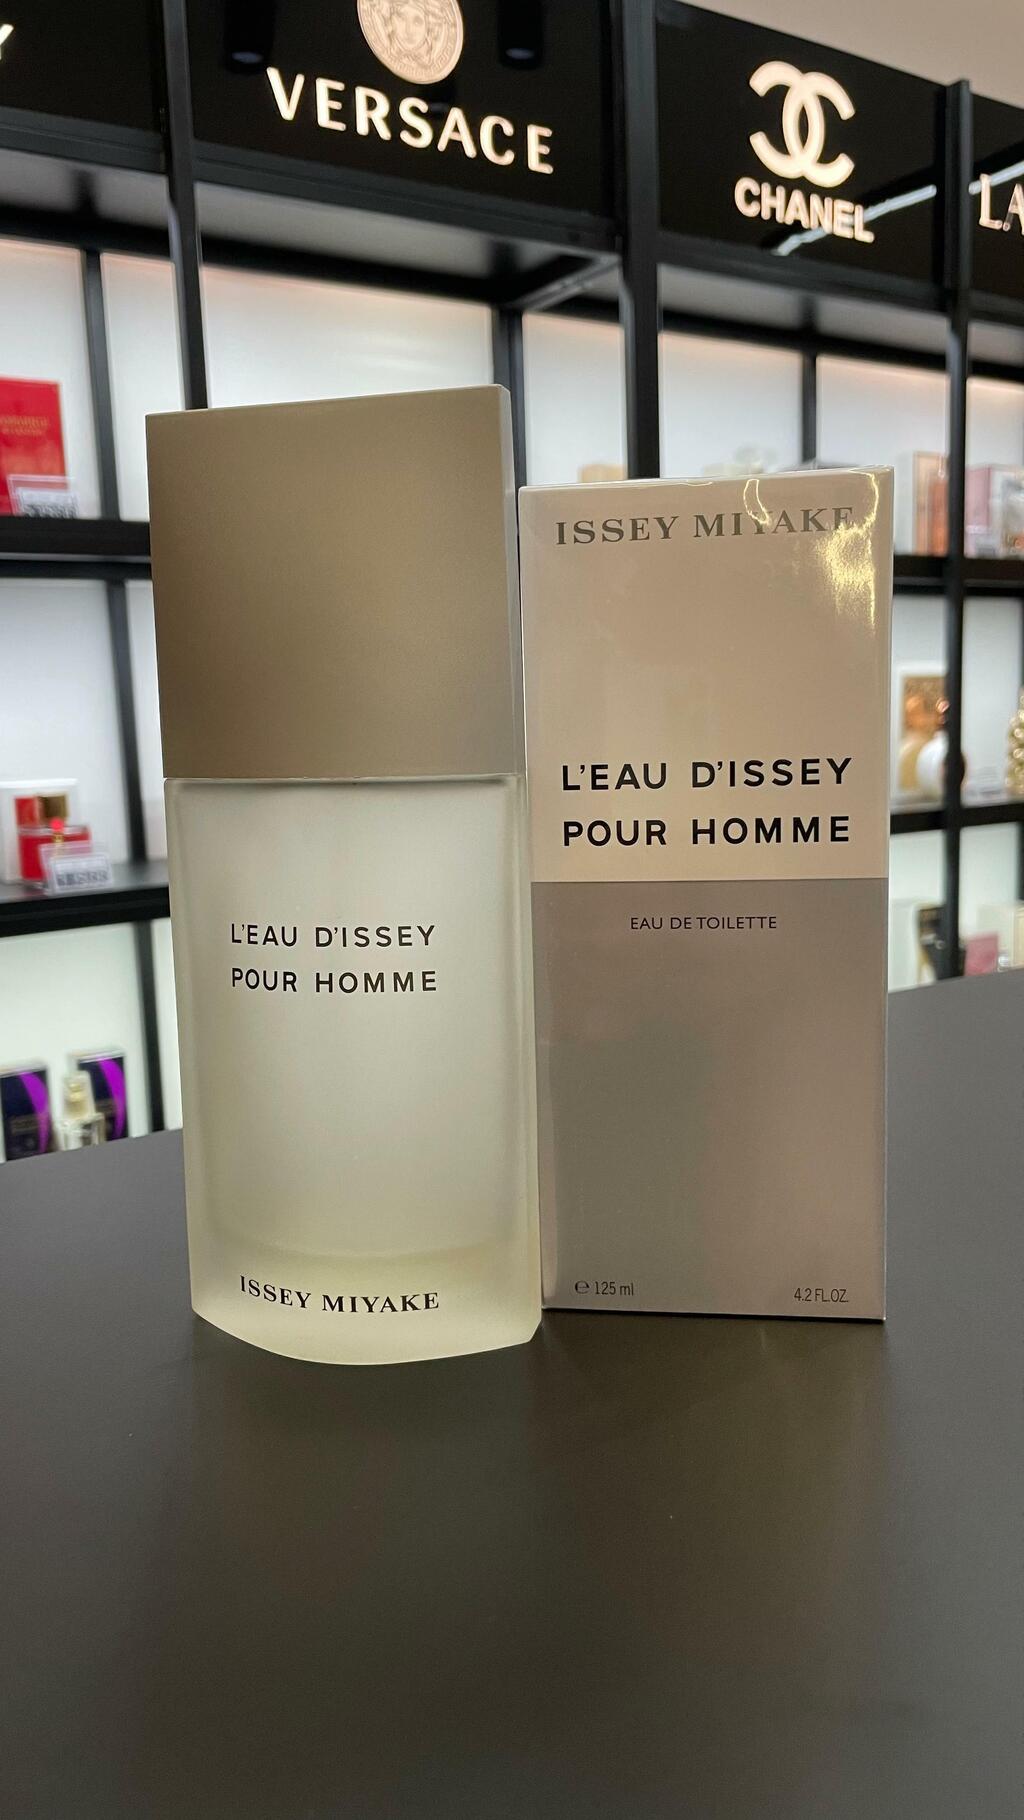 VERSACE
CHANEL
LA
ISSEY MIYAKE
L'EAU D'ISSEY
POUR HOMME
EAU DE TOILETTE
e 125 ml
4.2 FL.OZ.
L'EAU D'ISSEY
POUR HOMME
ISSEY MIYAKE